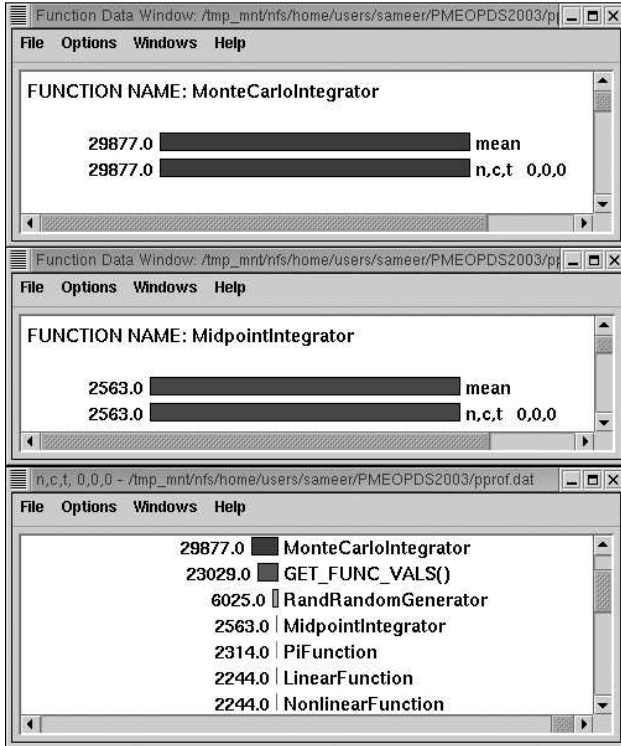 Function Data Window: /tmp_mnt/nfs/home/users/sameer/PMEOPDS2003/pp
File Options Windows Help
FUNCTION NAME: MonteCarloIntegrator
29877.0 mean
29877.0 n,c,t 0,0,0
Function Data Window: /tmp_mnt/nfs/home/users/sameer/PMEOPDS2003/pp
File Options Windows Help
FUNCTION NAME: MidpointIntegrator
2563.0 mean
2563.0 n,c,t 0,0,0
n,c,t, 0,0,0 - /tmp_mnt/nfs/home/users/sameer/PMEOPDS2003/pprof.dat
File Options Windows Help
29877.0 MonteCarloIntegrator
23029.0 GET_FUNC_VALS()
6025.0 RandRandomGenerator
2563.0 MidpointIntegrator
2314.0 PiFunction
2244.0 LinearFunction
2244.0 NonlinearFunction